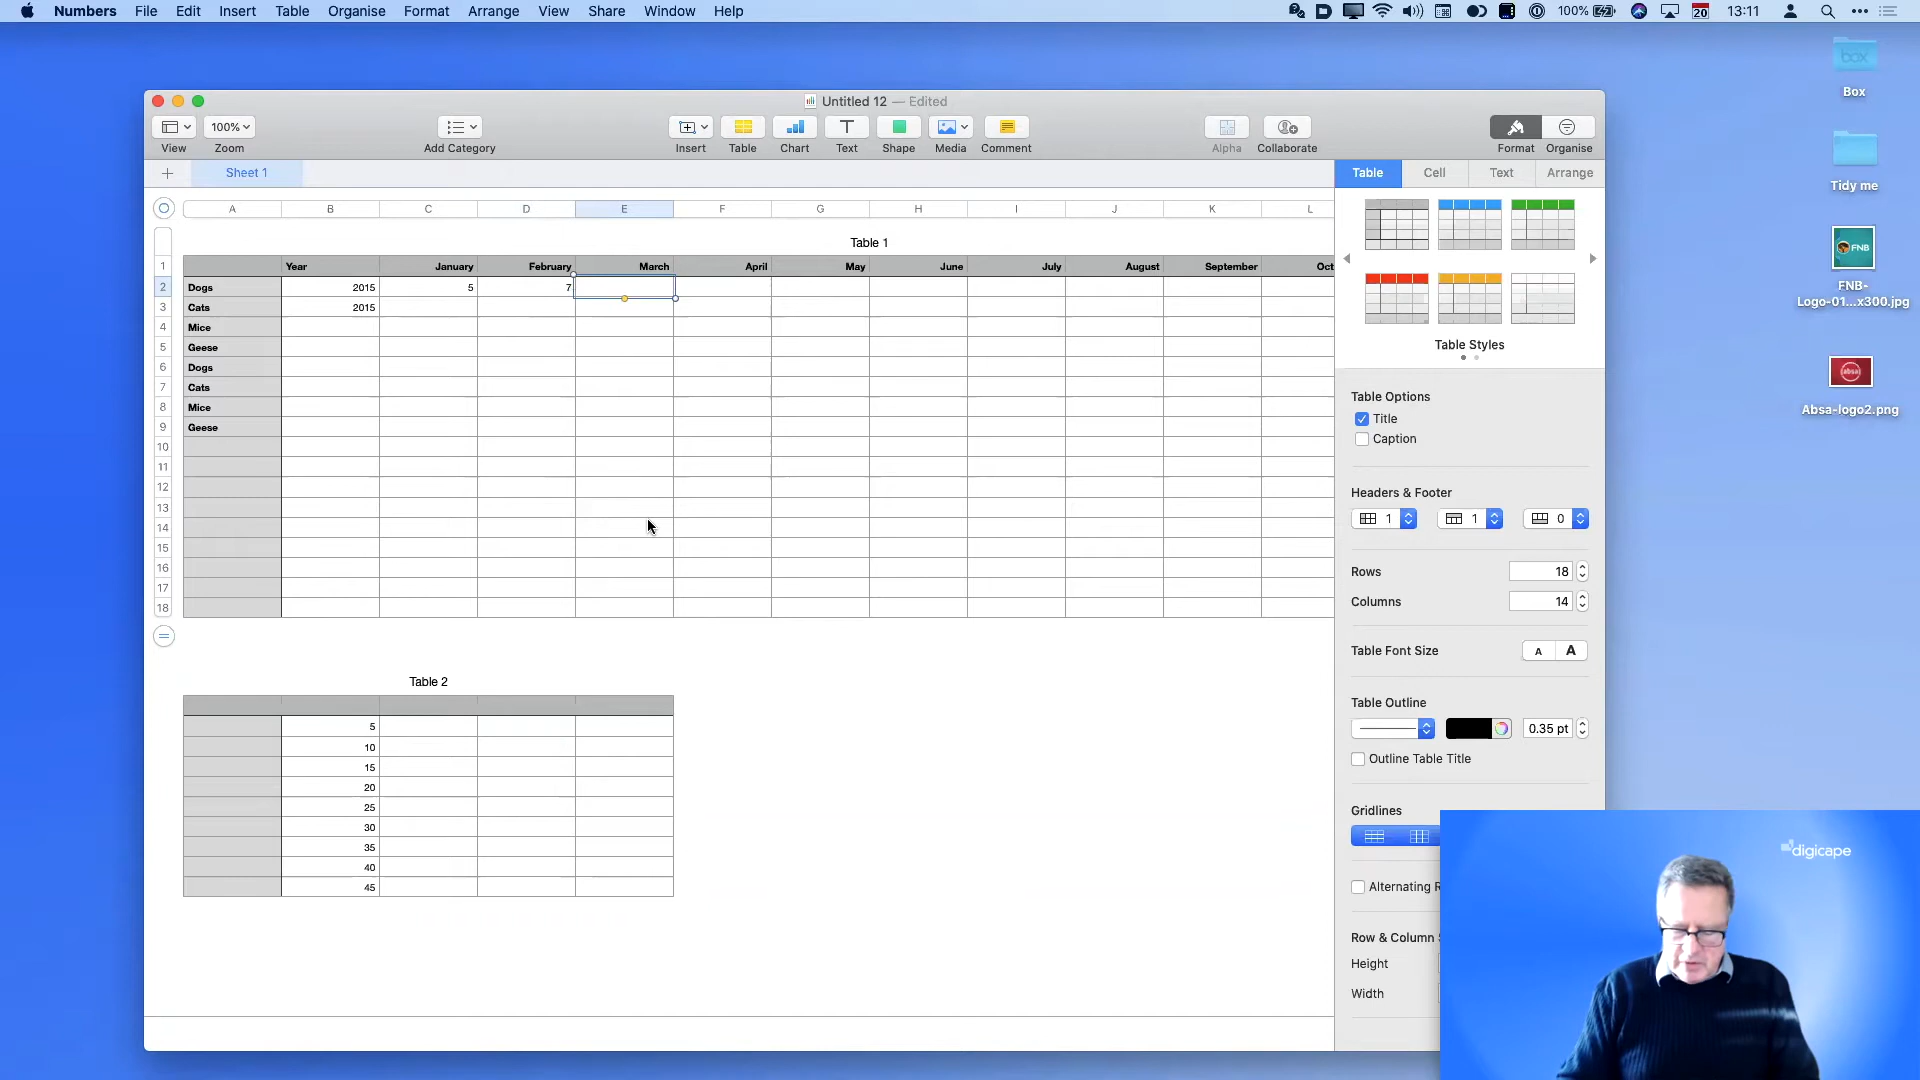 Numbers File Edit Insert Table Organise Format Arrange View Share Window Help 100% 20 13:11
box
Box
Tidy me
FNB
FNB-
Logo-01...x300.jpg
absa
Absa-logo2.png
Untitled 12 — Edited
100%
View Zoom Add Category Insert Table Chart Text Shape Media Comment Alpha Collaborate Format Organise
Sheet 1
Table Cell Text Arrange
A B C D E F G H I J K L
Table 1
1 Year January February March April May June July August September Oct
2 Dogs 2015 5 7
3 Cats 2015
4 Mice
5 Geese
6 Dogs
7 Cats
8 Mice
9 Geese
10
11
12
13
14
15
16
17
18
Table 2
5
10
15
20
25
30
35
40
45
Table Styles
Table Options
Title
Caption
Headers & Footer
1 1 0
Rows 18
Columns 14
Table Font Size A A
Table Outline
0.35 pt
Outline Table Title
Gridlines
Alternating R
Row & Column S
Height
Width
digicape